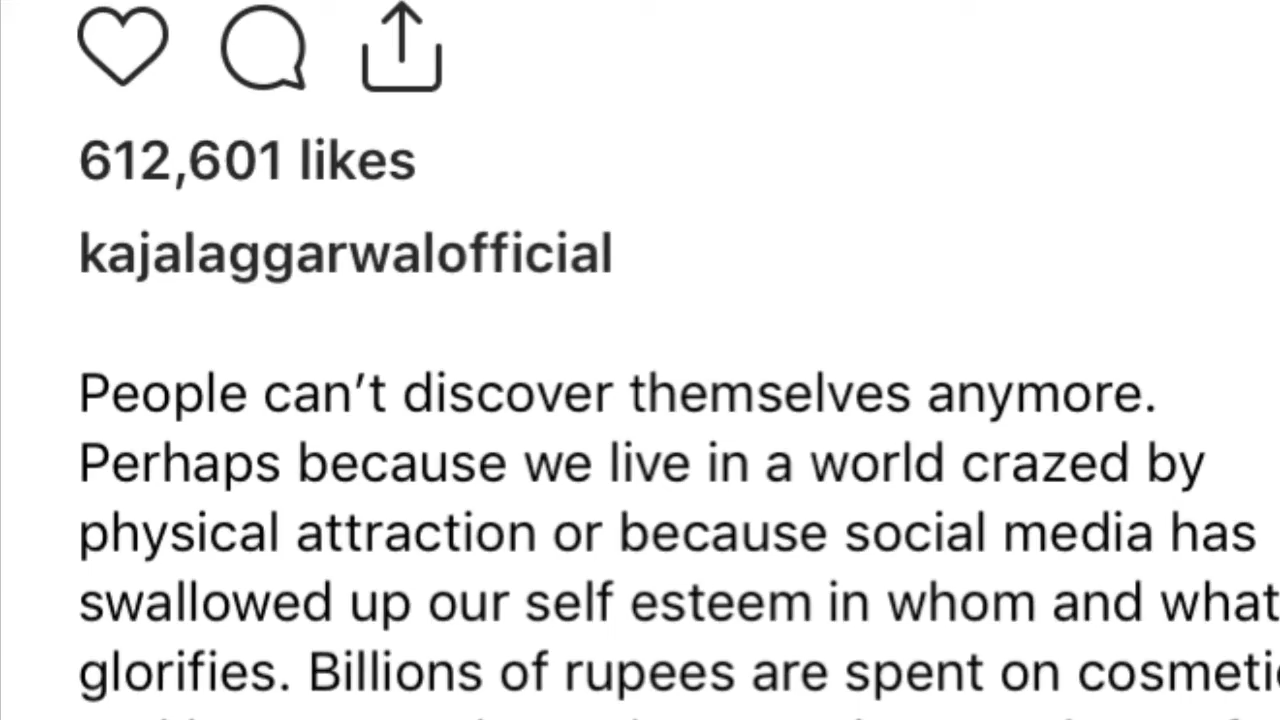 612,601 likes
kajalaggarwalofficial
People can’t discover themselves anymore.
Perhaps because we live in a world crazed by
physical attraction or because social media has
swallowed up our self esteem in whom and what
glorifies. Billions of rupees are spent on